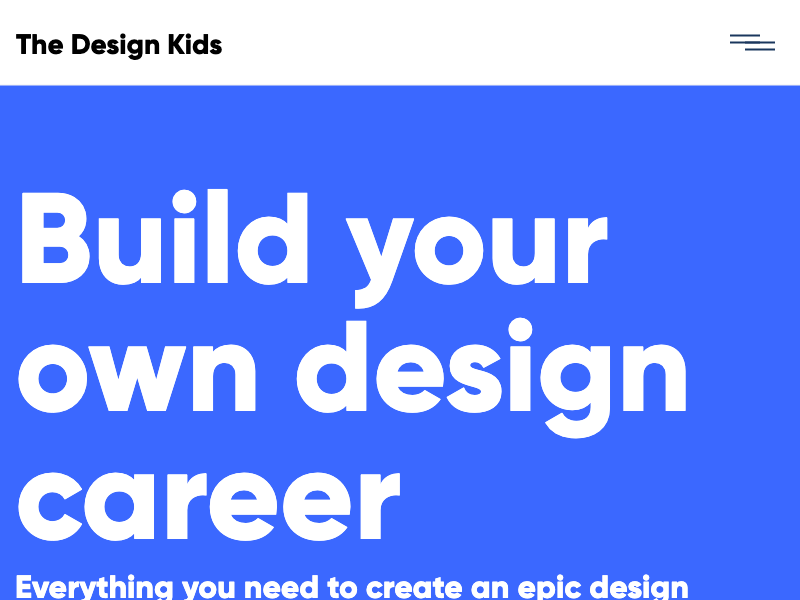 The Design Kids
Build your
own design
career
Everything you need to create an epic design